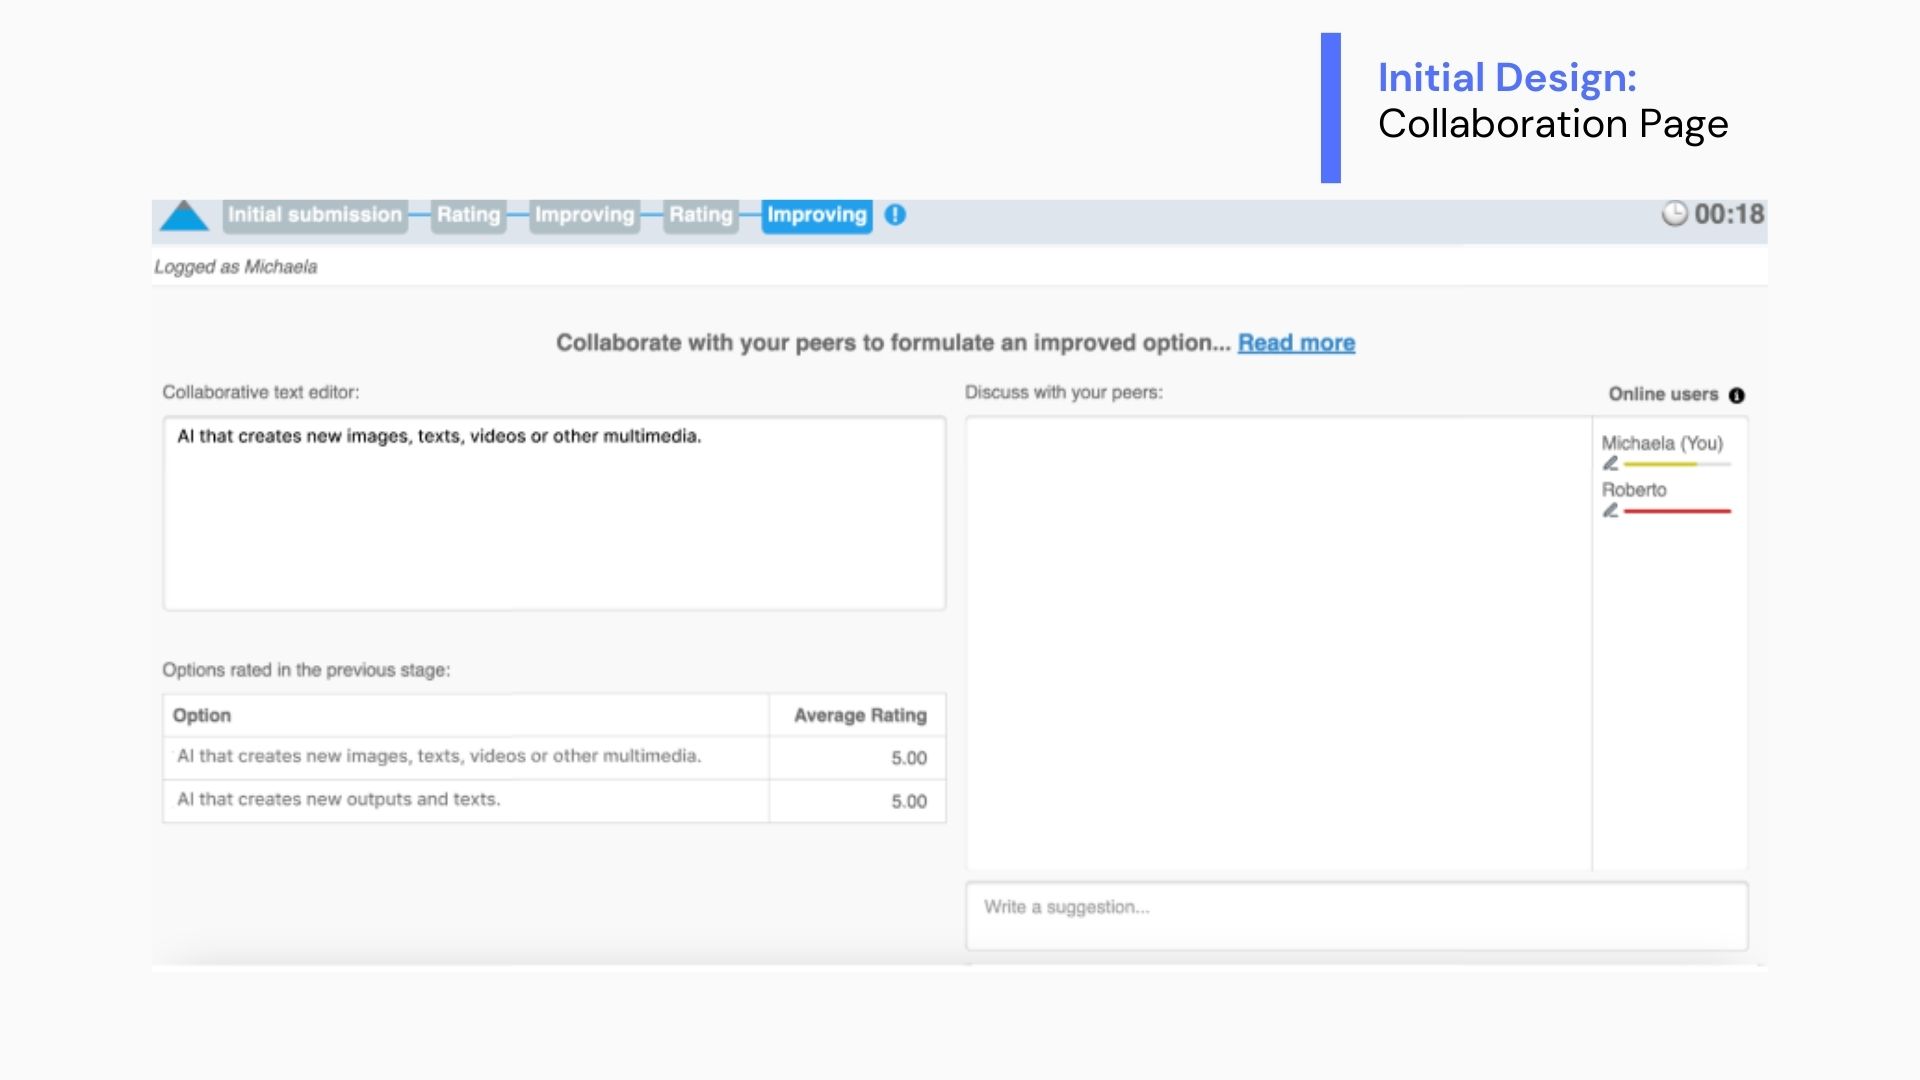 Initial Design:
Collaboration Page
Initial submission Rating Improving Rating Improving ! 00:18
Logged as Michaela
Collaborate with your peers to formulate an improved option... Read more
Collaborative text editor:
AI that creates new images, texts, videos or other multimedia.
Options rated in the previous stage:
Option Average Rating
AI that creates new images, texts, videos or other multimedia. 5.00
AI that creates new outputs and texts. 5.00
Discuss with your peers:
Online users i
Michaela (You)
Roberto
Write a suggestion...